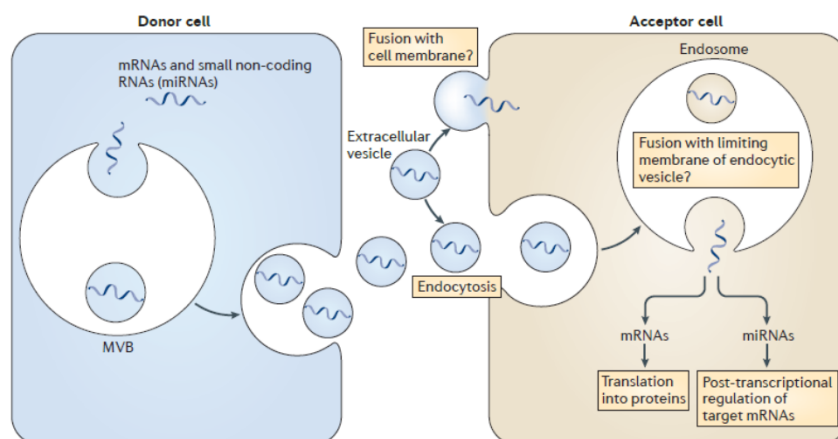 Donor cell
Acceptor cell
mRNAs and small non-coding
RNAs (miRNAs)
MVB
Extracellular
vesicle
Fusion with
cell membrane?
Endocytosis
Endosome
Fusion with limiting
membrane of endocytic
vesicle?
mRNAs
miRNAs
Translation
into proteins
Post-transcriptional
regulation of
target mRNAs